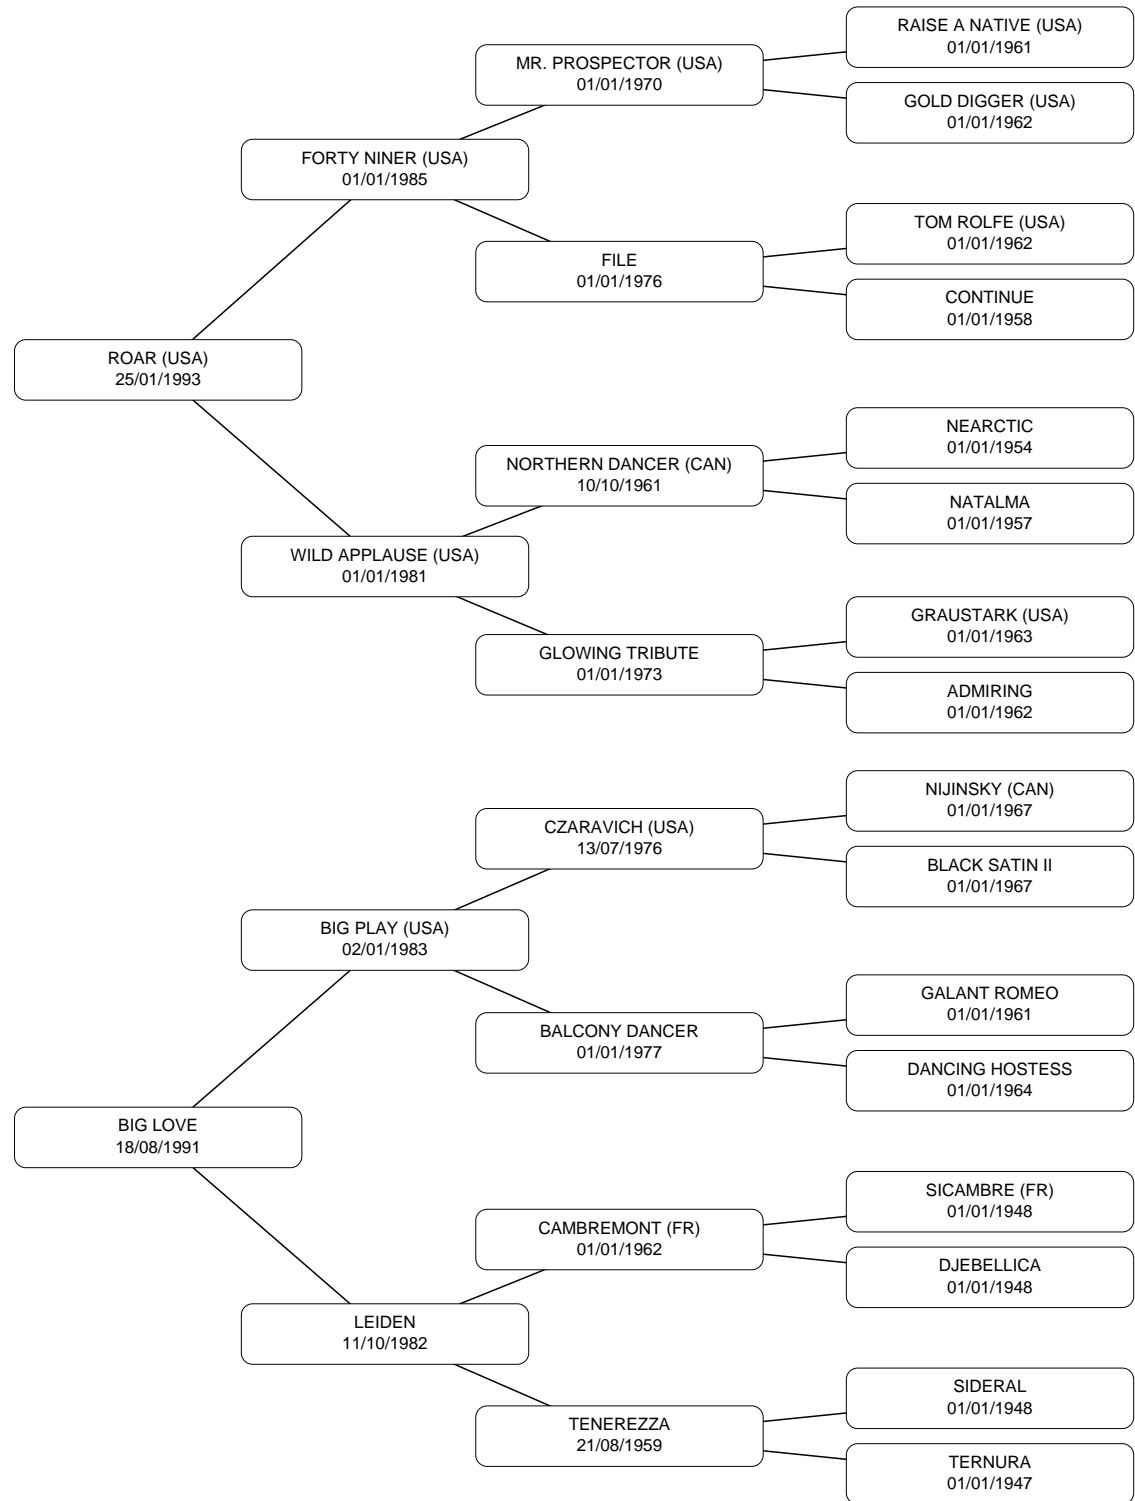 RAISE A NATIVE (USA)
01/01/1961
MR. PROSPECTOR (USA)
01/01/1970
GOLD DIGGER (USA)
01/01/1962
FORTY NINER (USA)
01/01/1985
TOM ROLFE (USA)
01/01/1962
FILE
01/01/1976
CONTINUE
01/01/1958
ROAR (USA)
25/01/1993
NEARCTIC
01/01/1954
NORTHERN DANCER (CAN)
10/10/1961
NATALMA
01/01/1957
WILD APPLAUSE (USA)
01/01/1981
GRAUSTARK (USA)
01/01/1963
GLOWING TRIBUTE
01/01/1973
ADMIRING
01/01/1962
NIJINSKY (CAN)
01/01/1967
CZARAVICH (USA)
13/07/1976
BLACK SATIN II
01/01/1967
BIG PLAY (USA)
02/01/1983
GALANT ROMEO
01/01/1961
BALCONY DANCER
01/01/1977
DANCING HOSTESS
01/01/1964
BIG LOVE
18/08/1991
SICAMBRE (FR)
01/01/1948
CAMBREMONT (FR)
01/01/1962
DJEBELLICA
01/01/1948
LEIDEN
11/10/1982
SIDERAL
01/01/1948
TENEREZZA
21/08/1959
TERNURA
01/01/1947